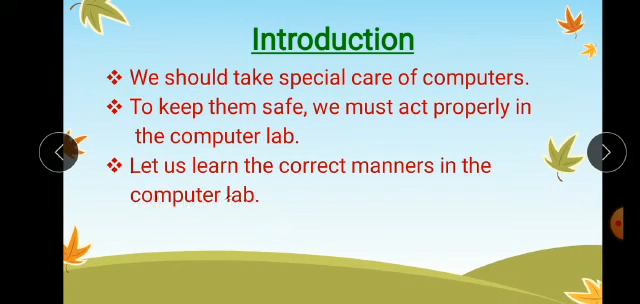 Introduction
❖ We should take special care of computers.
❖ To keep them safe, we must act properly in
the computer lab.
❖ Let us learn the correct manners in the
computer lab.